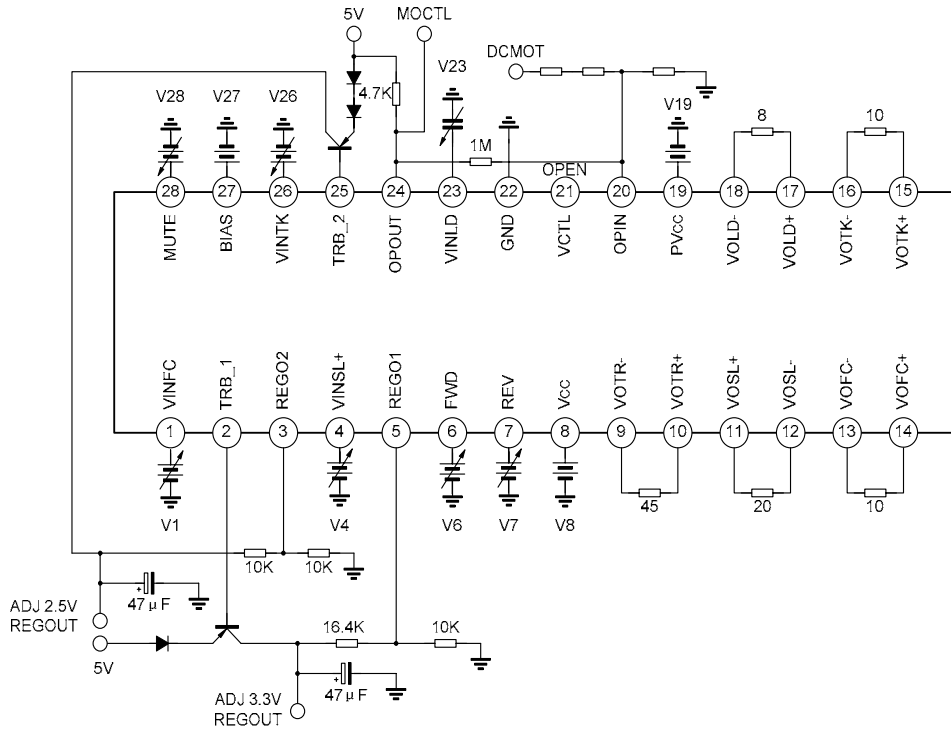 5V MOCTL
DCMOT
V28 V27 V26 4.7K V23 V19 8 10
1M
OPEN
28 27 26 25 24 23 22 21 20 19 18 17 16 15
MUTE BIAS VINTK TRB_2 OPOUT VINLD GND VCTL OPIN PVCC VOLD- VOLD+ VOTK- VOTK+
VINFC TRB_1 REGO2 VINSL+ REGO1 FWD REV VCC VOTR- VOTR+ VOSL+ VOSL- VOFC- VOFC+
1 2 3 4 5 6 7 8 9 10 11 12 13 14
V1 V4 V6 V7 V8 45 20 10
10K 10K
+ 47μF
ADJ 2.5V
REGOUT
16.4K 10K
5V
+ 47μF
ADJ 3.3V
REGOUT